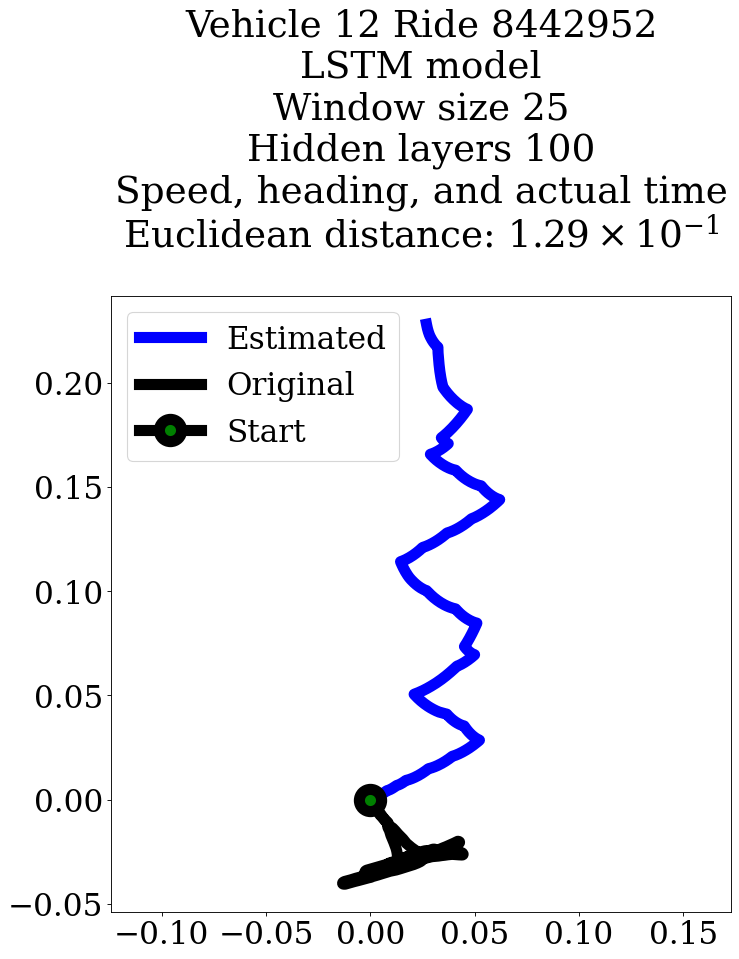 Vehicle 12 Ride 8442952
LSTM model
Window size 25
Hidden layers 100
Speed, heading, and actual time
Euclidean distance: 1.29 × 10⁻¹
Estimated
Original
Start
0.20
0.15
0.10
0.05
0.00
−0.05
−0.10 −0.05 0.00 0.05 0.10 0.15